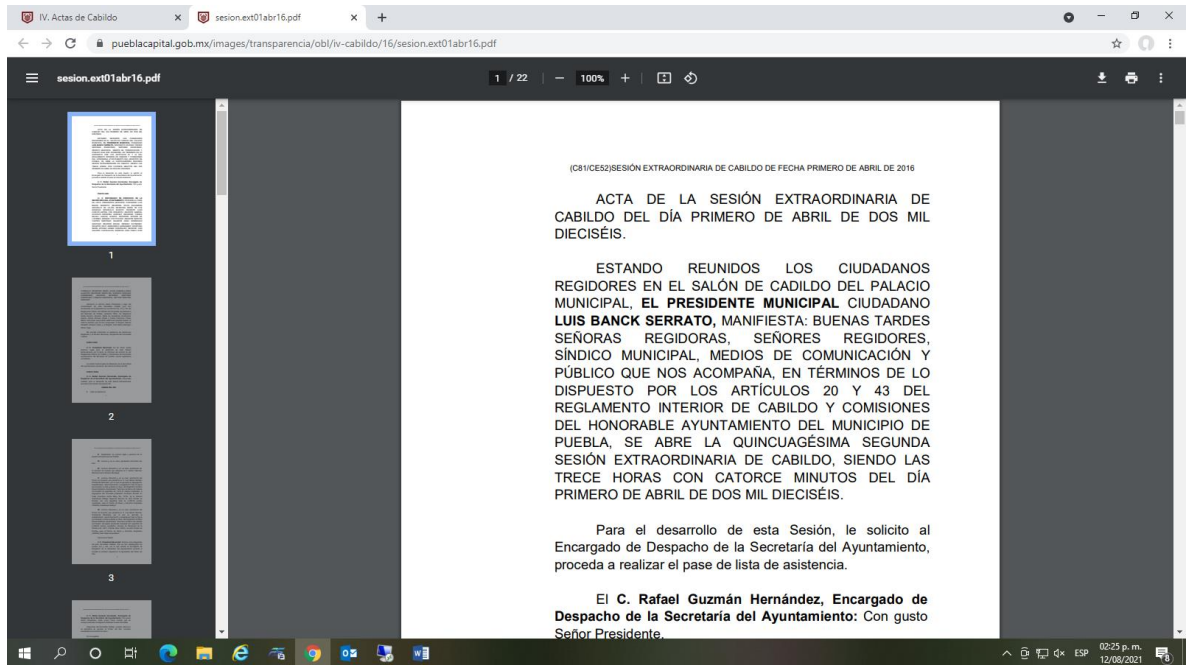 IV. Actas de Cabildo
sesion.ext01abr16.pdf
pueblacapital.gob.mx/images/transparencia/obl/iv-cabildo/16/sesion.ext01abr16.pdf
sesion.ext01abr16.pdf
1 / 22
100%
1
2
3
(C81/CE52)SESIÓN EXTRAORDINARIA DE CABILDO DE FECHA PRIMERO DE ABRIL DE 2016
ACTA DE LA SESIÓN EXTRAORDINARIA DE
CABILDO DEL DÍA PRIMERO DE ABRIL DE DOS MIL
DIECISÉIS.
ESTANDO REUNIDOS LOS CIUDADANOS
REGIDORES EN EL SALÓN DE CADILDO DEL PALACIO
MUNICIPAL, EL PRESIDENTE MUNICIPAL CIUDADANO
LUIS BANCK SERRATO, MANIFIESTA: BUENAS TARDES
SEÑORAS REGIDORAS, SEÑORES REGIDORES,
SÍNDICO MUNICIPAL, MEDIOS DE COMUNICACIÓN Y
PÚBLICO QUE NOS ACOMPAÑA, EN TÉRMINOS DE LO
DISPUESTO POR LOS ARTÍCULOS 20 Y 43 DEL
REGLAMENTO INTERIOR DE CABILDO Y COMISIONES
DEL HONORABLE AYUNTAMIENTO DEL MUNICIPIO DE
PUEBLA, SE ABRE LA QUINCUAGÉSIMA SEGUNDA
SESIÓN EXTRAORDINARIA DE CABILDO, SIENDO LAS
TRECE HORAS CON CATORCE MINUTOS DEL DÍA
PRIMERO DE ABRIL DE DOS MIL DIECISÉIS.
Para el desarrollo de esta Sesión, le solicito al
Encargado de Despacho de la Secretaría del Ayuntamiento,
proceda a realizar el pase de lista de asistencia.
El C. Rafael Guzmán Hernández, Encargado de
Despacho de la Secretaría del Ayuntamiento: Con gusto
Señor Presidente.
ESP
02:25 p. m.
12/08/2021